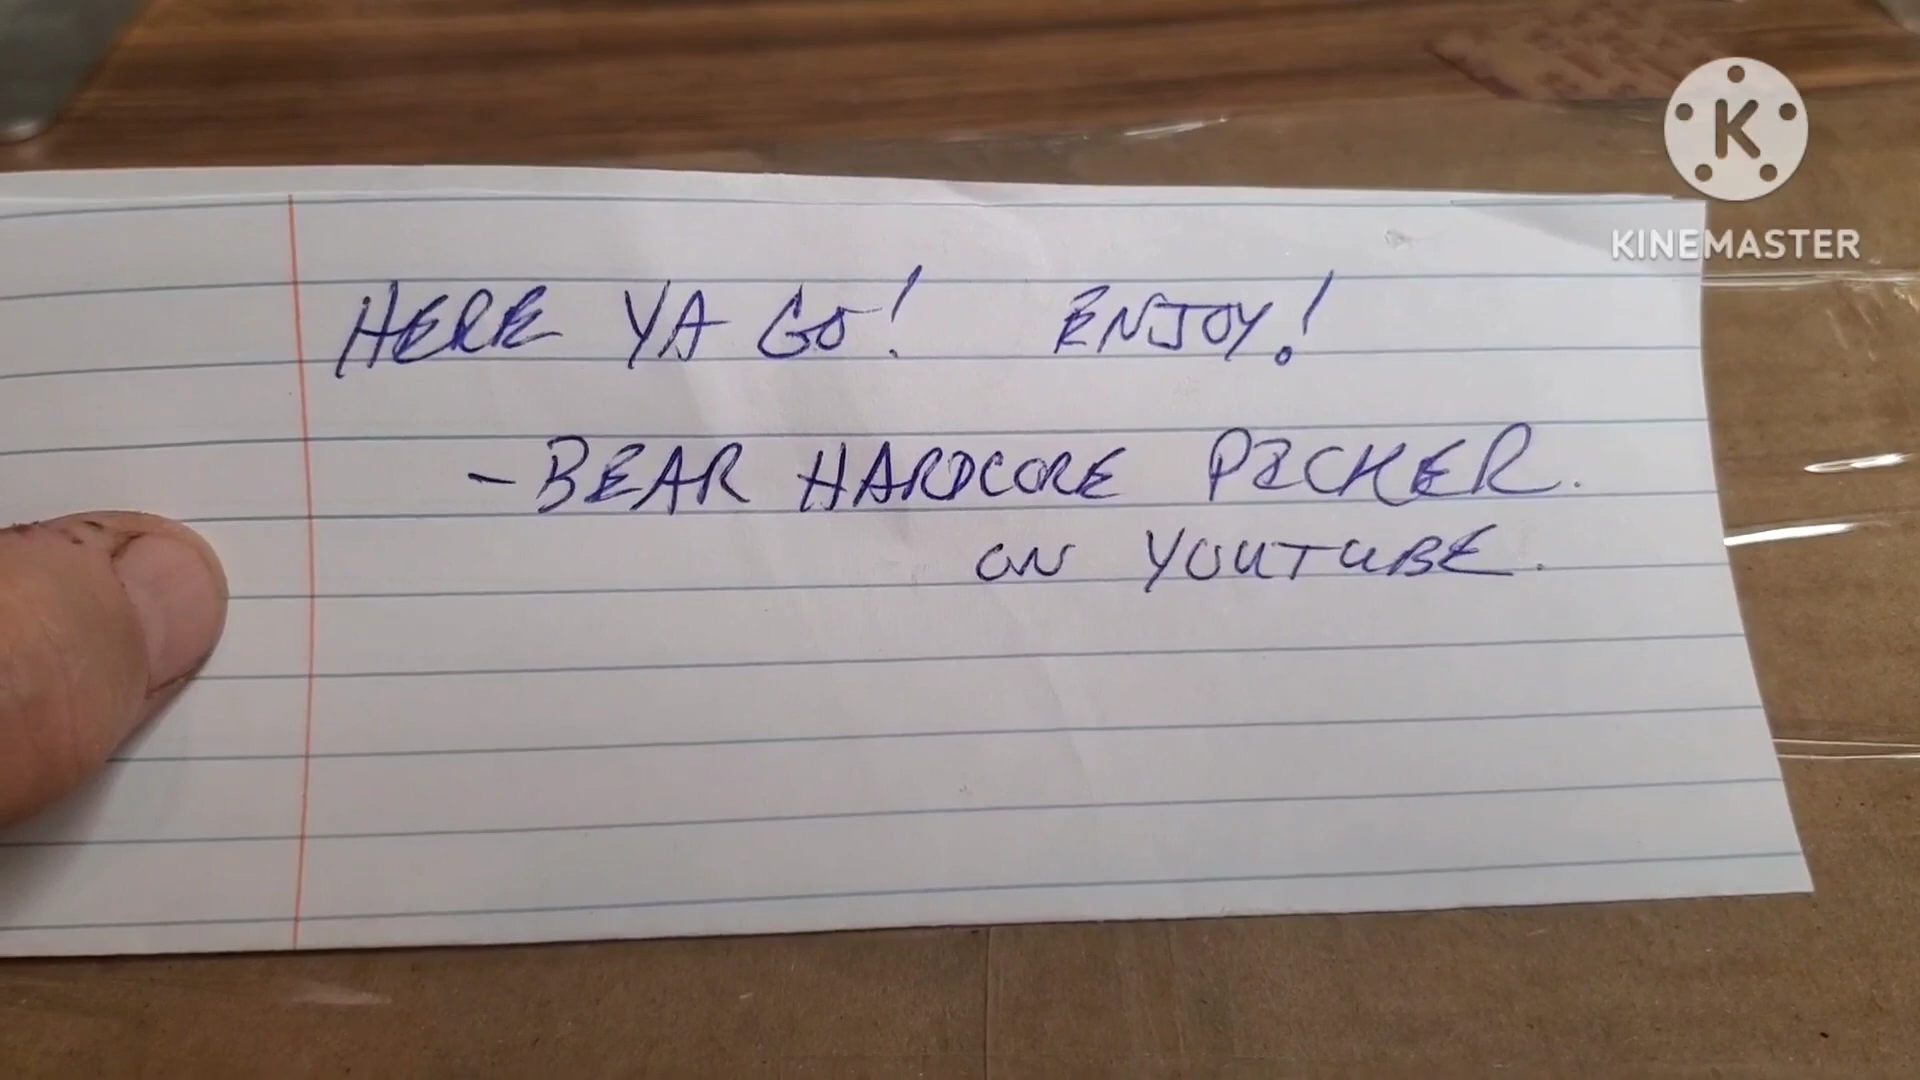 HERE YA GO! ENJOY!
-BEAR HARDCORE PICKER.
ON YOUTUBE.
K
KINEMASTER